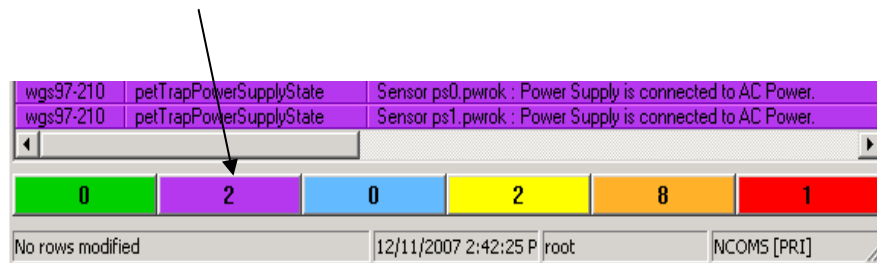 wgs97-210 petTrapPowerSupplyState Sensor ps0.pwrok : Power Supply is connected to AC Power.
wgs97-210 petTrapPowerSupplyState Sensor ps1.pwrok : Power Supply is connected to AC Power.
0 2 0 2 8 1
No rows modified 12/11/2007 2:42:25 P root NCOMS [PRI]